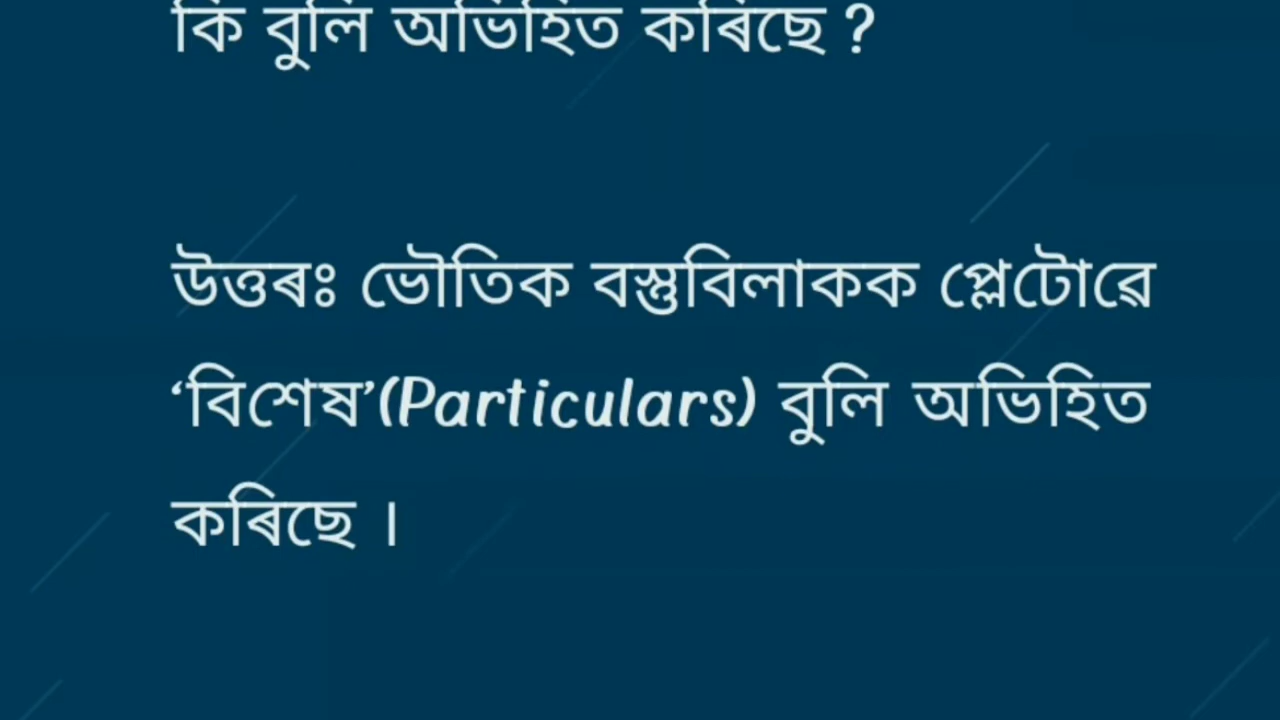 কি বুলি অভিহিত কৰিছে ?
উত্তৰঃ ভৌতিক বস্তুবিলাকক প্লেটোৱে
‘বিশেষ’(Particulars) বুলি অভিহিত
কৰিছে ।